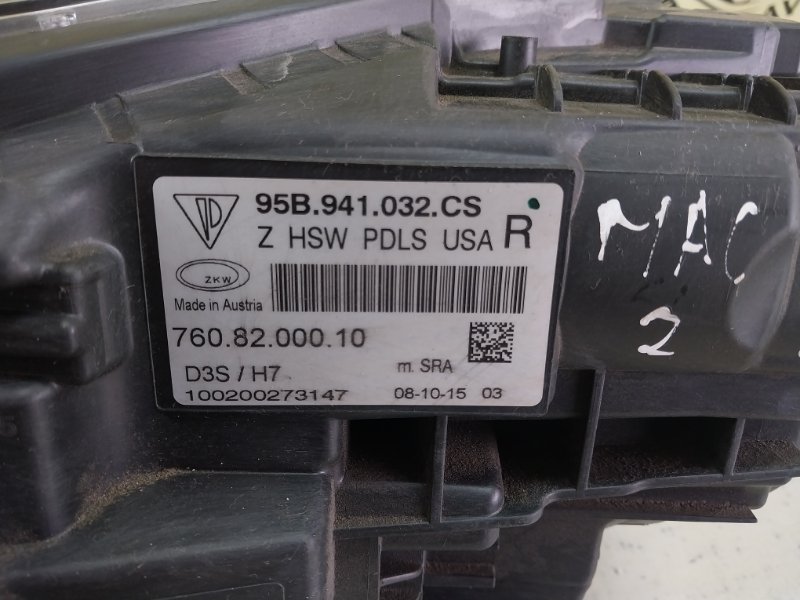 95B.941.032.CS
Z HSW PDLS USA R
ZKW
Made in Austria
760.82.000.10
D3S / H7
m. SRA
100200273147
08-10-15 03
MAC
2